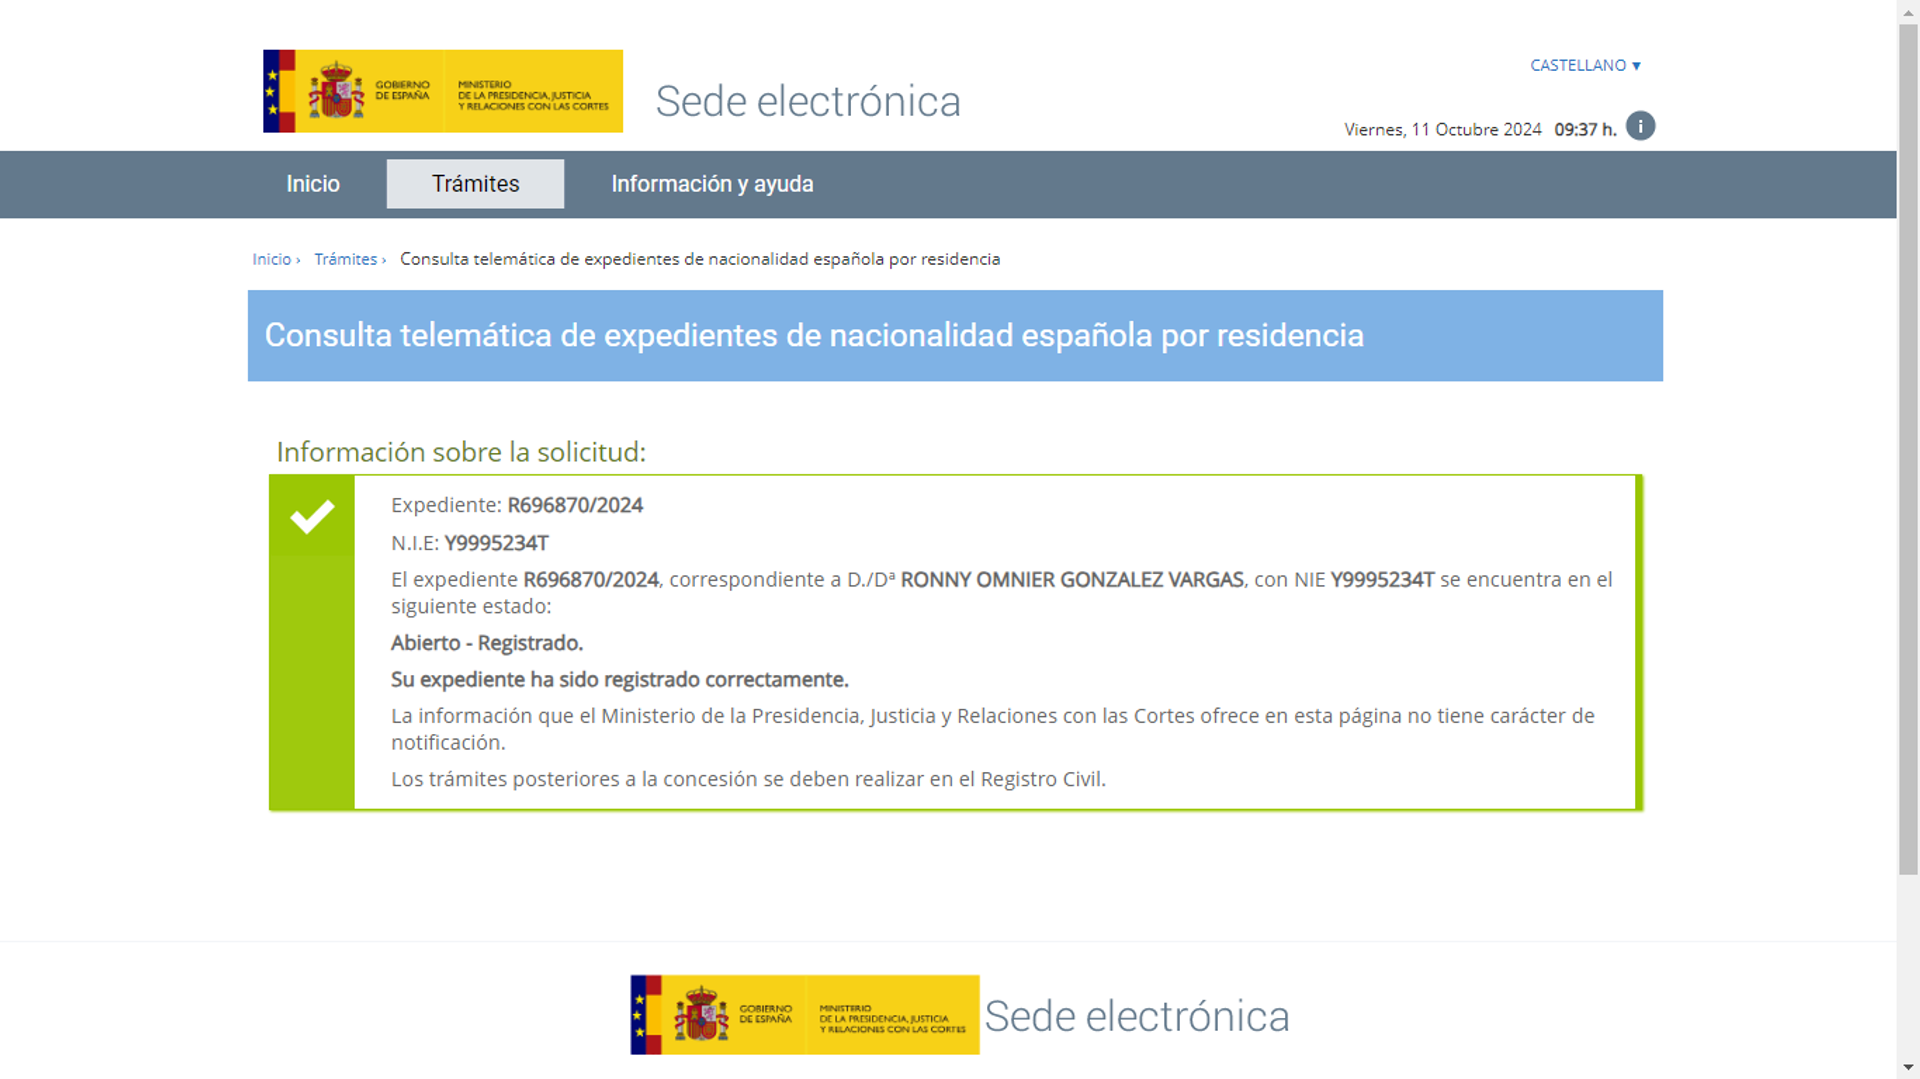 GOBIERNO
DE ESPAÑA
MINISTERIO
DE LA PRESIDENCIA, JUSTICIA
Y RELACIONES CON LAS CORTES
Sede electrónica
CASTELLANO ▼
Viernes, 11 Octubre 2024 09:37 h. i
Inicio Trámites Información y ayuda
Inicio › Trámites › Consulta telemática de expedientes de nacionalidad española por residencia
Consulta telemática de expedientes de nacionalidad española por residencia
Información sobre la solicitud:
Expediente: R696870/2024
N.I.E: Y9995234T
El expediente R696870/2024, correspondiente a D./Dª RONNY OMNIER GONZALEZ VARGAS, con NIE Y9995234T se encuentra en el
siguiente estado:
Abierto - Registrado.
Su expediente ha sido registrado correctamente.
La información que el Ministerio de la Presidencia, Justicia y Relaciones con las Cortes ofrece en esta página no tiene carácter de
notificación.
Los trámites posteriores a la concesión se deben realizar en el Registro Civil.
GOBIERNO
DE ESPAÑA
MINISTERIO
DE LA PRESIDENCIA, JUSTICIA
Y RELACIONES CON LAS CORTES
Sede electrónica